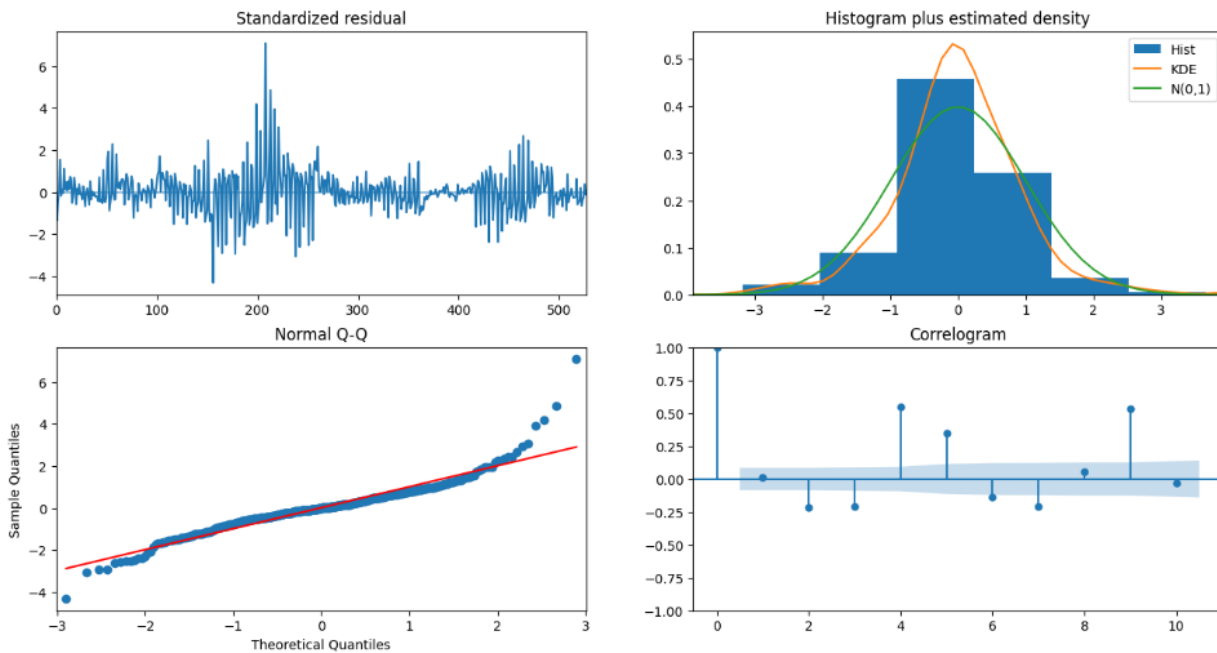 Standardized residual
6
4
2
0
−2
−4
0 100 200 300 400 500
Histogram plus estimated density
Hist
KDE
N(0,1)
0.5
0.4
0.3
0.2
0.1
0.0
−3 −2 −1 0 1 2 3
Normal Q-Q
Sample Quantiles
6
4
2
0
−2
−4
−3 −2 −1 0 1 2 3
Theoretical Quantiles
Correlogram
1.00
0.75
0.50
0.25
0.00
−0.25
−0.50
−0.75
−1.00
0 2 4 6 8 10